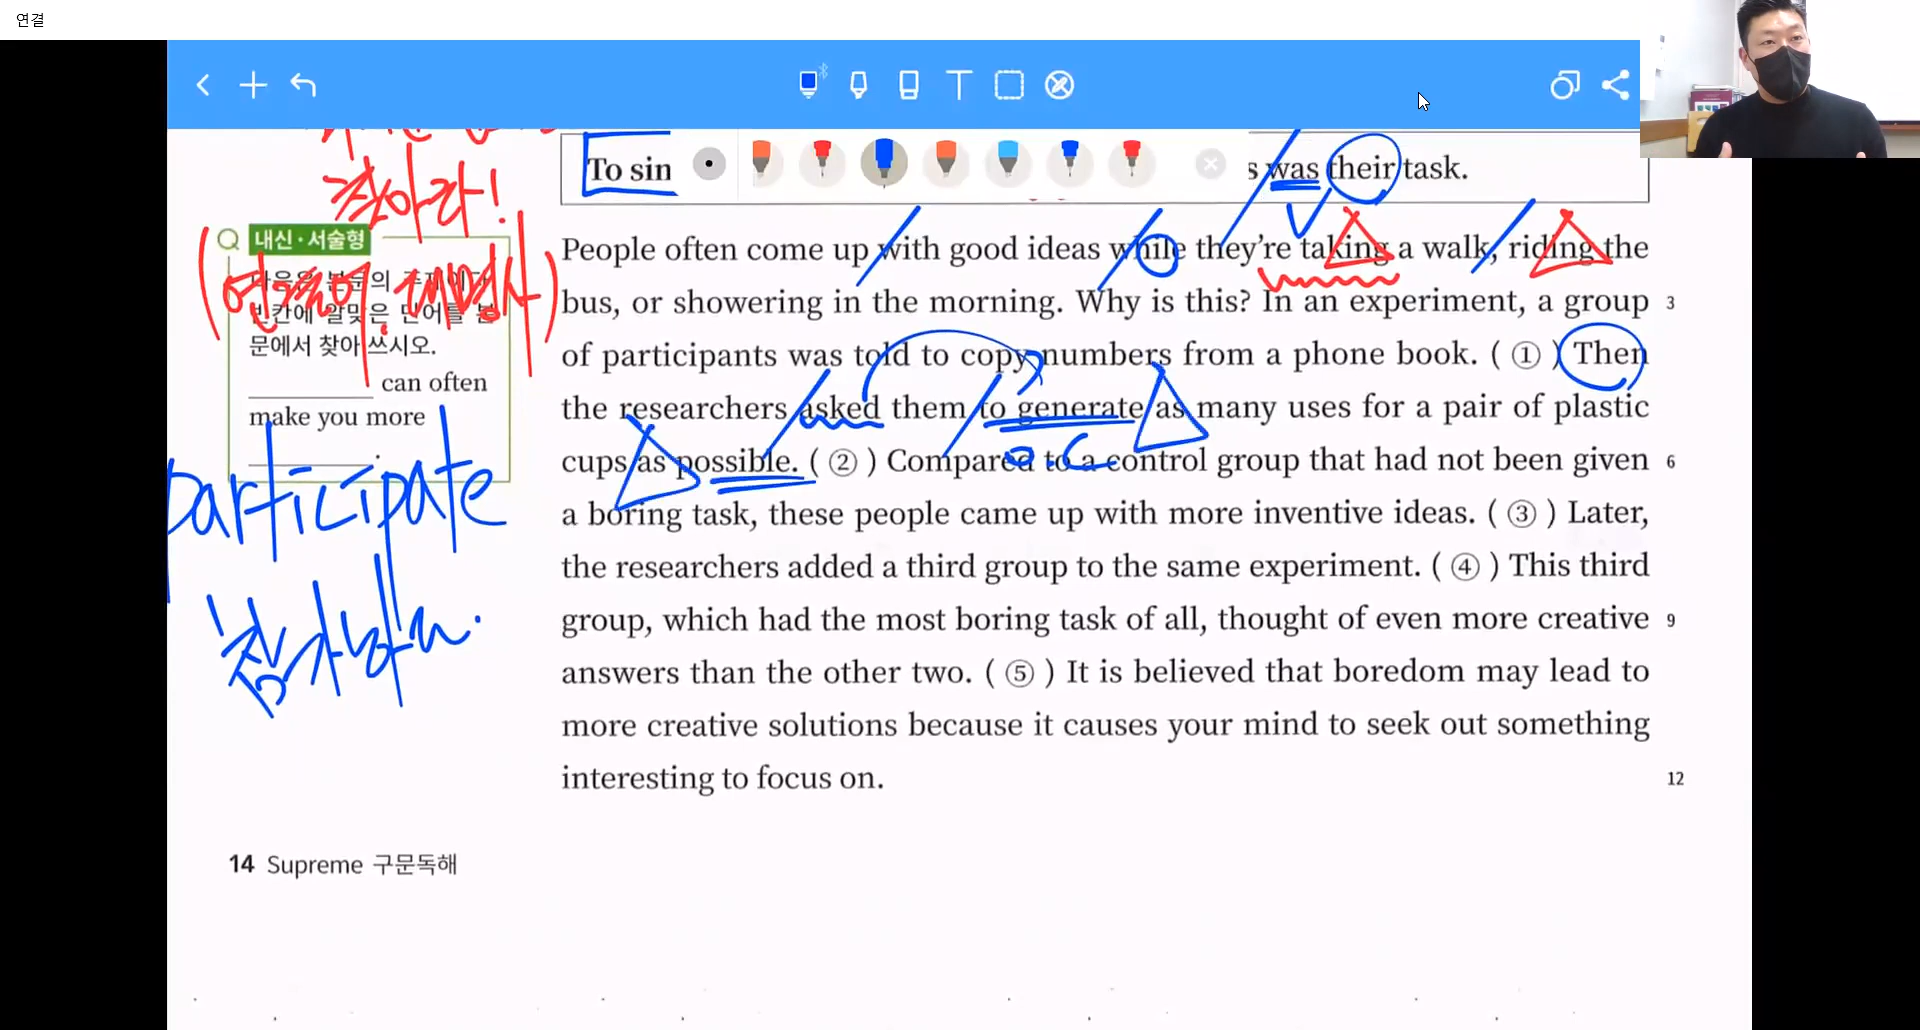 연결
찾아라!
To sin
s was their task.
내신·서술형
문에서 찾아 쓰시오.
can often
make you more
.
participate
참가하다.
People often come up with good ideas while they're taking a walk, riding the
bus, or showering in the morning. Why is this? In an experiment, a group 3
of participants was told to copy numbers from a phone book. ( ① ) Then
the researchers asked them to generate as many uses for a pair of plastic
o.c
cups as possible. ( ② ) Compared to a control group that had not been given 6
a boring task, these people came up with more inventive ideas. ( ③ ) Later,
the researchers added a third group to the same experiment. ( ④ ) This third
group, which had the most boring task of all, thought of even more creative 9
answers than the other two. ( ⑤ ) It is believed that boredom may lead to
more creative solutions because it causes your mind to seek out something
interesting to focus on. 12
14 Supreme 구문독해